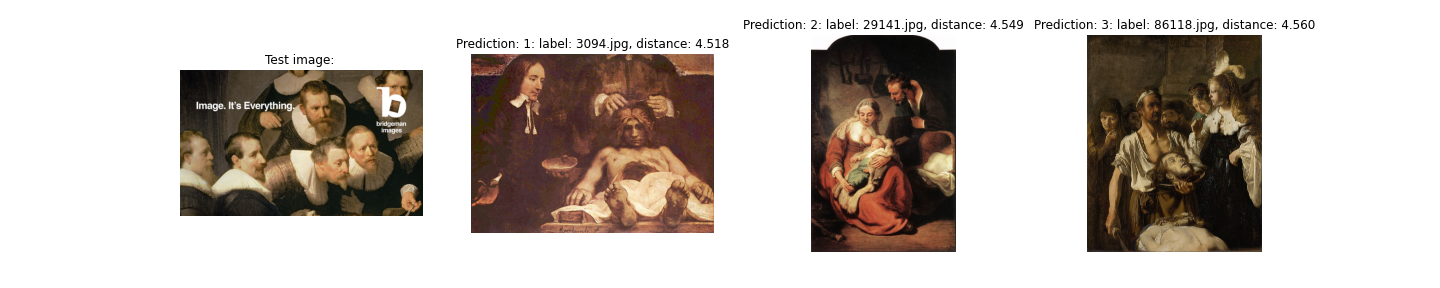 Test image:
Image. It's Everything.
b
bridgeman
images
Prediction: 1: label: 3094.jpg, distance: 4.518
Prediction: 2: label: 29141.jpg, distance: 4.549
Prediction: 3: label: 86118.jpg, distance: 4.560